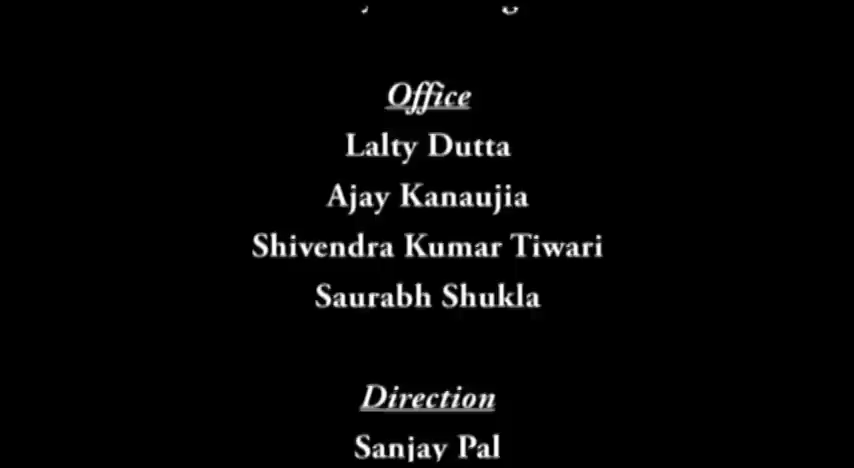 Office
Lalty Dutta
Ajay Kanaujia
Shivendra Kumar Tiwari
Saurabh Shukla
Direction
Sanjay Pal